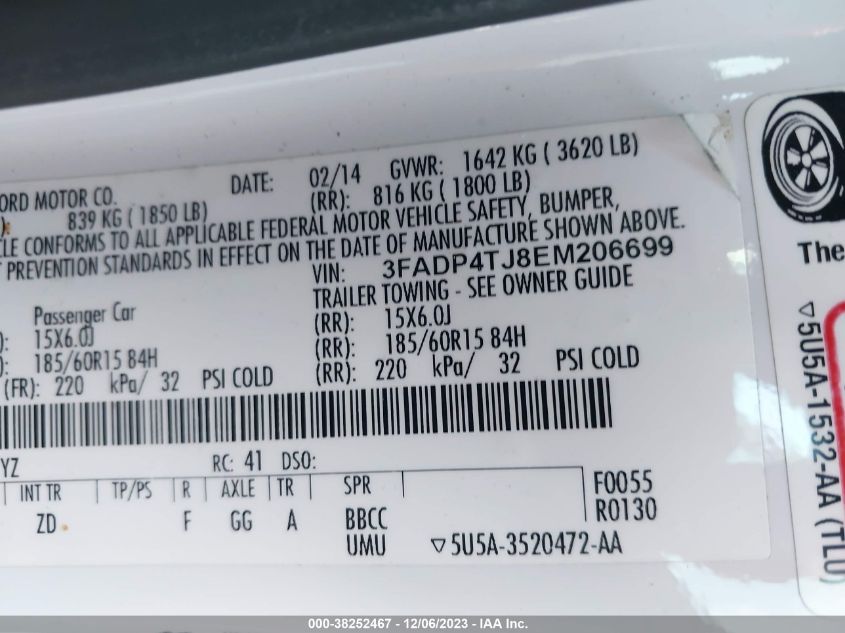 ORD MOTOR CO. DATE: 02/14 GVWR: 1642 KG ( 3620 LB)
): 839 KG ( 1850 LB) (RR): 816 KG ( 1800 LB)
CLE CONFORMS TO ALL APPLICABLE FEDERAL MOTOR VEHICLE SAFETY, BUMPER,
T PREVENTION STANDARDS IN EFFECT ON THE DATE OF MANUFACTURE SHOWN ABOVE.
VIN: 3FADP4TJ8EM206699
Passenger Car TRAILER TOWING - SEE OWNER GUIDE
): 15X6.0J (RR): 15X6.0J
): 185/60R15 84H (RR): 185/60R15 84H
(FR): 220 kPa/ 32 PSI COLD (RR): 220 kPa/ 32 PSI COLD
YZ RC: 41 DSO:
INT TR TP/PS R AXLE TR SPR F0055
ZD F GG A BBCC R0130
UMU ▽5U5A-3520472-AA
The
▽5U5A-1532-AA (TLU)
000-38252467 - 12/06/2023 - IAA Inc.